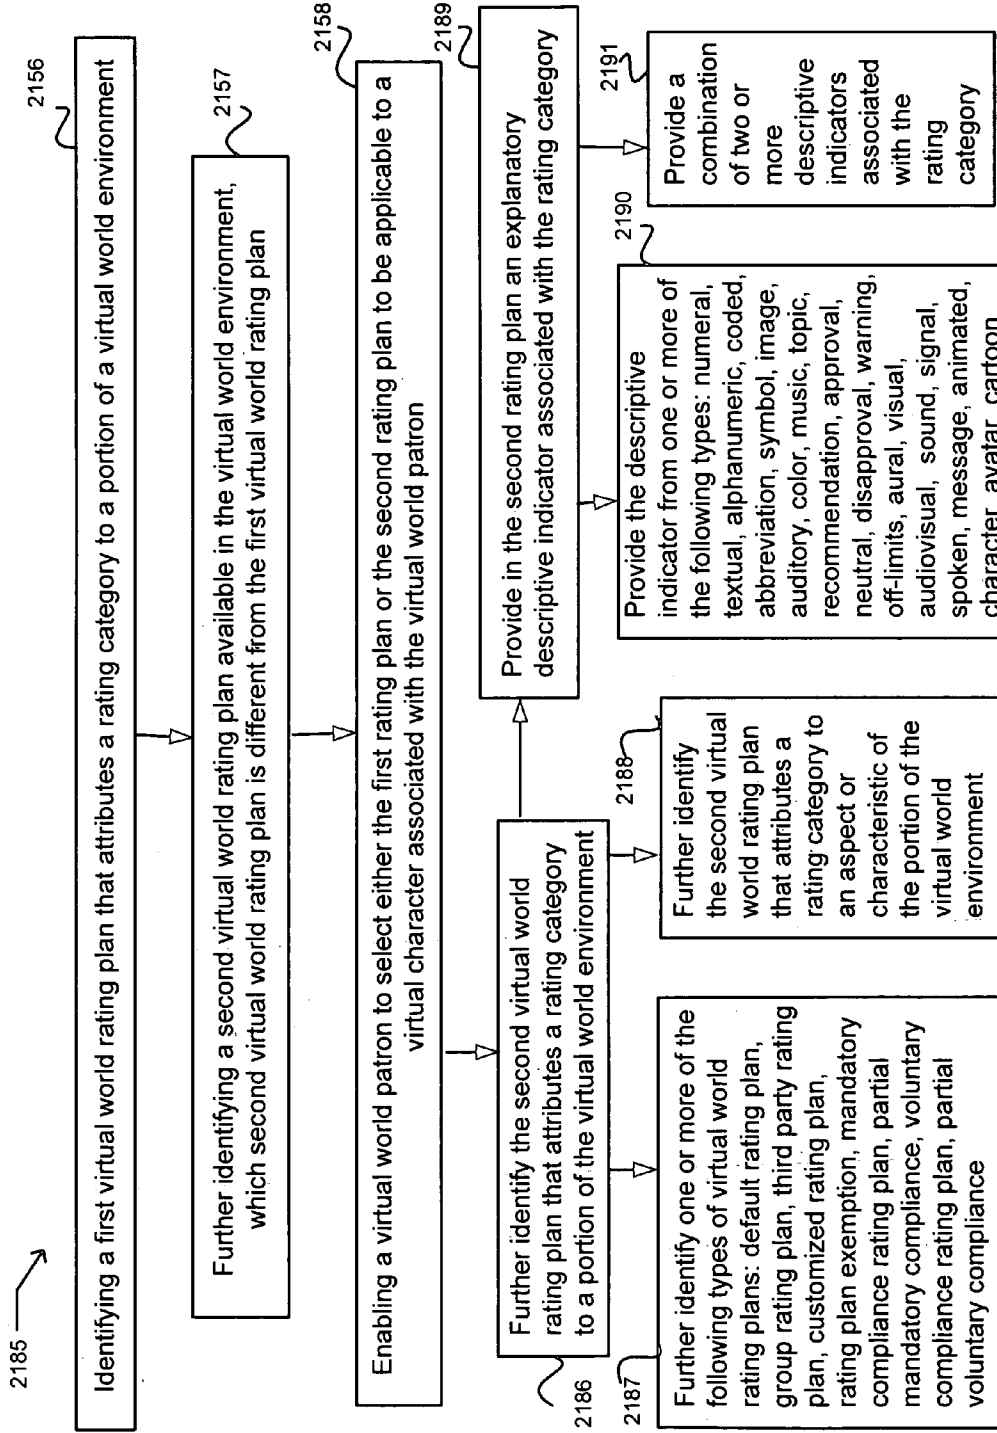 2185
2156
Identifying a first virtual world rating plan that attributes a rating category to a portion of a virtual world environment
2157
Further identifying a second virtual world rating plan available in the virtual world environment,
which second virtual world rating plan is different from the first virtual world rating plan
2158
Enabling a virtual world patron to select either the first rating plan or the second rating plan to be applicable to a
virtual character associated with the virtual world patron
2186
Further identify the second virtual world
rating plan that attributes a rating category
to a portion of the virtual world environment
2189
Provide in the second rating plan an explanatory
descriptive indicator associated with the rating category
2187
Further identify one or more of the
following types of virtual world
rating plans: default rating plan,
group rating plan, third party rating
plan, customized rating plan,
rating plan exemption, mandatory
compliance rating plan, partial
mandatory compliance, voluntary
compliance rating plan, partial
voluntary compliance
2188
Further identify
the second virtual
world rating plan
that attributes a
rating category to
an aspect or
characteristic of
the portion of the
virtual world
environment
2190
Provide the descriptive
indicator from one or more of
the following types: numeral,
textual, alphanumeric, coded,
abbreviation, symbol, image,
auditory, color, music, topic,
recommendation, approval,
neutral, disapproval, warning,
off-limits, aural, visual,
audiovisual, sound, signal,
spoken, message, animated,
character, avatar, cartoon
2191
Provide a
combination
of two or
more
descriptive
indicators
associated
with the
rating
category